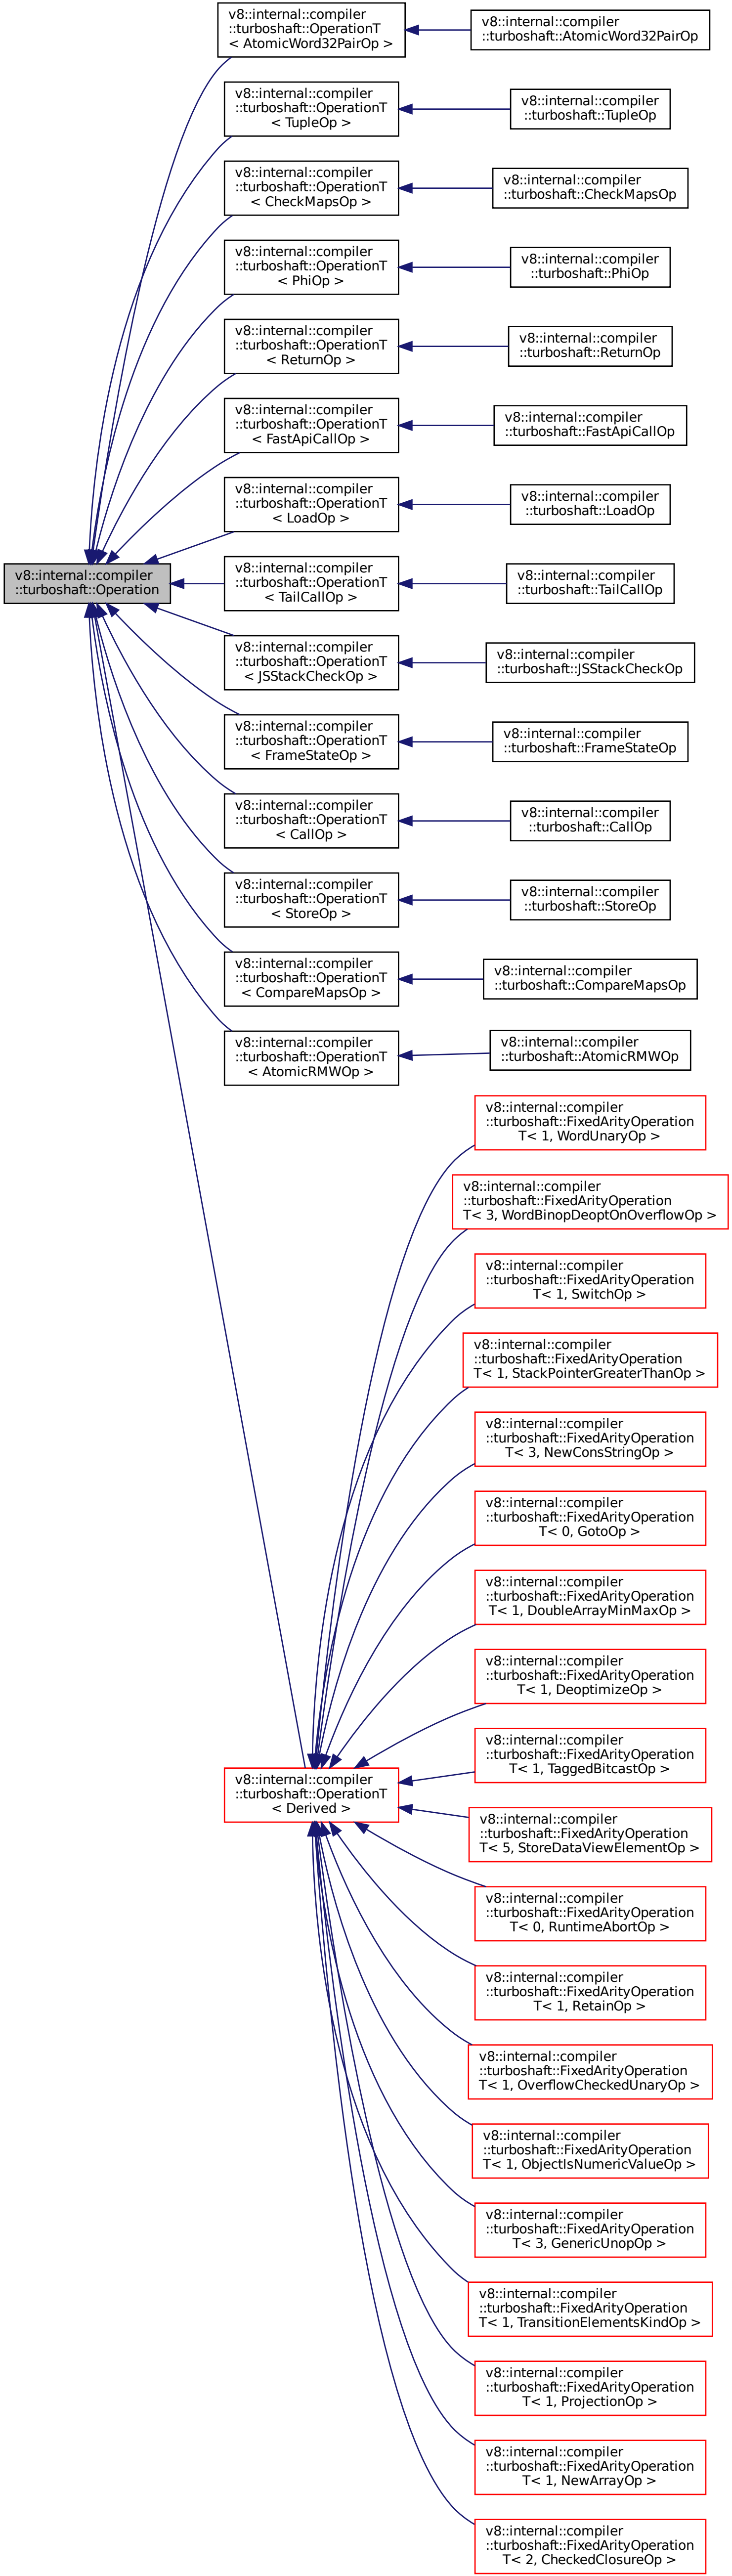 v8::internal::compiler
::turboshaft::OperationT
< AtomicWord32PairOp >
v8::internal::compiler
::turboshaft::AtomicWord32PairOp
v8::internal::compiler
::turboshaft::OperationT
< TupleOp >
v8::internal::compiler
::turboshaft::TupleOp
v8::internal::compiler
::turboshaft::OperationT
< CheckMapsOp >
v8::internal::compiler
::turboshaft::CheckMapsOp
v8::internal::compiler
::turboshaft::OperationT
< PhiOp >
v8::internal::compiler
::turboshaft::PhiOp
v8::internal::compiler
::turboshaft::OperationT
< ReturnOp >
v8::internal::compiler
::turboshaft::ReturnOp
v8::internal::compiler
::turboshaft::OperationT
< FastApiCallOp >
v8::internal::compiler
::turboshaft::FastApiCallOp
v8::internal::compiler
::turboshaft::OperationT
< LoadOp >
v8::internal::compiler
::turboshaft::LoadOp
v8::internal::compiler
::turboshaft::Operation
v8::internal::compiler
::turboshaft::OperationT
< TailCallOp >
v8::internal::compiler
::turboshaft::TailCallOp
v8::internal::compiler
::turboshaft::OperationT
< JSStackCheckOp >
v8::internal::compiler
::turboshaft::JSStackCheckOp
v8::internal::compiler
::turboshaft::OperationT
< FrameStateOp >
v8::internal::compiler
::turboshaft::FrameStateOp
v8::internal::compiler
::turboshaft::OperationT
< CallOp >
v8::internal::compiler
::turboshaft::CallOp
v8::internal::compiler
::turboshaft::OperationT
< StoreOp >
v8::internal::compiler
::turboshaft::StoreOp
v8::internal::compiler
::turboshaft::OperationT
< CompareMapsOp >
v8::internal::compiler
::turboshaft::CompareMapsOp
v8::internal::compiler
::turboshaft::OperationT
< AtomicRMWOp >
v8::internal::compiler
::turboshaft::AtomicRMWOp
v8::internal::compiler
::turboshaft::FixedArityOperation
T< 1, WordUnaryOp >
v8::internal::compiler
::turboshaft::FixedArityOperation
T< 3, WordBinopDeoptOnOverflowOp >
v8::internal::compiler
::turboshaft::FixedArityOperation
T< 1, SwitchOp >
v8::internal::compiler
::turboshaft::FixedArityOperation
T< 1, StackPointerGreaterThanOp >
v8::internal::compiler
::turboshaft::FixedArityOperation
T< 3, NewConsStringOp >
v8::internal::compiler
::turboshaft::FixedArityOperation
T< 0, GotoOp >
v8::internal::compiler
::turboshaft::FixedArityOperation
T< 1, DoubleArrayMinMaxOp >
v8::internal::compiler
::turboshaft::FixedArityOperation
T< 1, DeoptimizeOp >
v8::internal::compiler
::turboshaft::FixedArityOperation
T< 1, TaggedBitcastOp >
v8::internal::compiler
::turboshaft::OperationT
< Derived >
v8::internal::compiler
::turboshaft::FixedArityOperation
T< 5, StoreDataViewElementOp >
v8::internal::compiler
::turboshaft::FixedArityOperation
T< 0, RuntimeAbortOp >
v8::internal::compiler
::turboshaft::FixedArityOperation
T< 1, RetainOp >
v8::internal::compiler
::turboshaft::FixedArityOperation
T< 1, OverflowCheckedUnaryOp >
v8::internal::compiler
::turboshaft::FixedArityOperation
T< 1, ObjectIsNumericValueOp >
v8::internal::compiler
::turboshaft::FixedArityOperation
T< 3, GenericUnopOp >
v8::internal::compiler
::turboshaft::FixedArityOperation
T< 1, TransitionElementsKindOp >
v8::internal::compiler
::turboshaft::FixedArityOperation
T< 1, ProjectionOp >
v8::internal::compiler
::turboshaft::FixedArityOperation
T< 1, NewArrayOp >
v8::internal::compiler
::turboshaft::FixedArityOperation
T< 2, CheckedClosureOp >